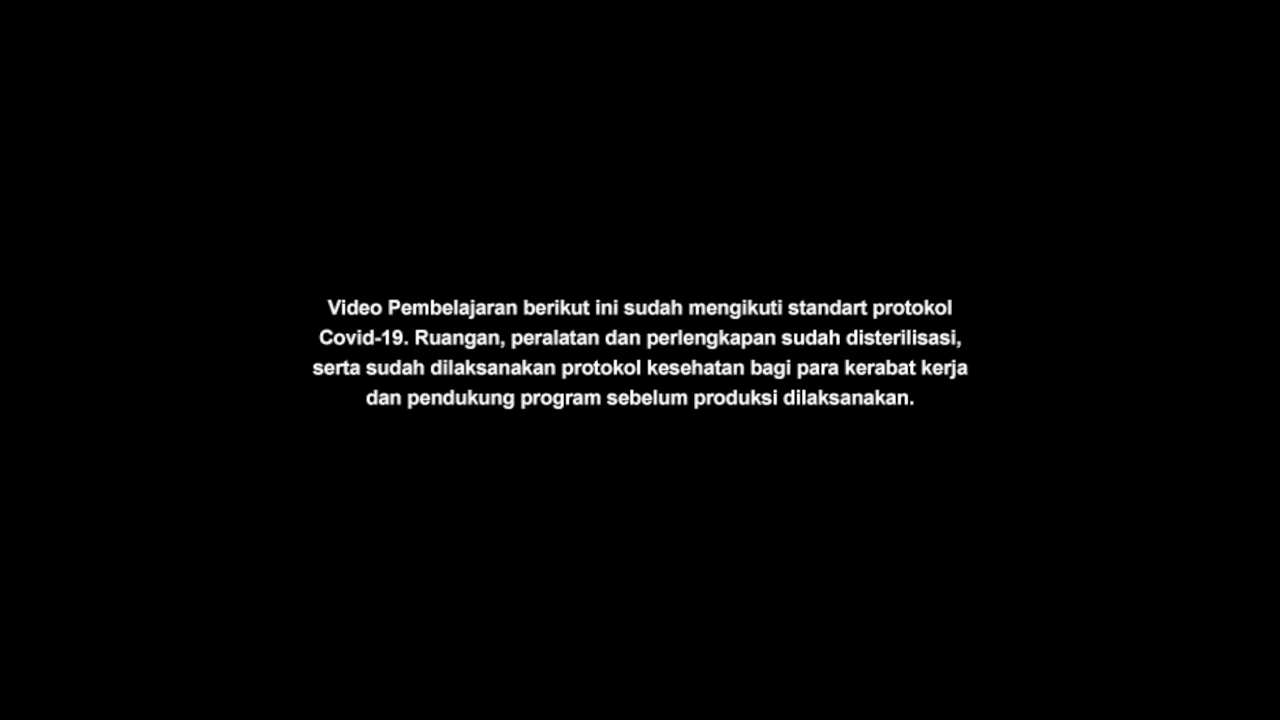 Video Pembelajaran berikut ini sudah mengikuti standart protokol
Covid-19. Ruangan, peralatan dan perlengkapan sudah disterilisasi,
serta sudah dilaksanakan protokol kesehatan bagi para kerabat kerja
dan pendukung program sebelum produksi dilaksanakan.